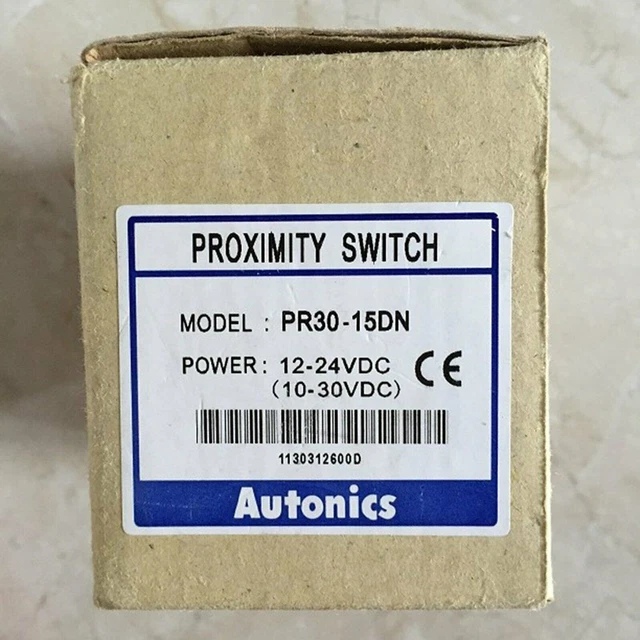 PROXIMITY SWITCH
MODEL : PR30-15DN
POWER : 12-24VDC
(10-30VDC)
CE
1130312600D
Autonics